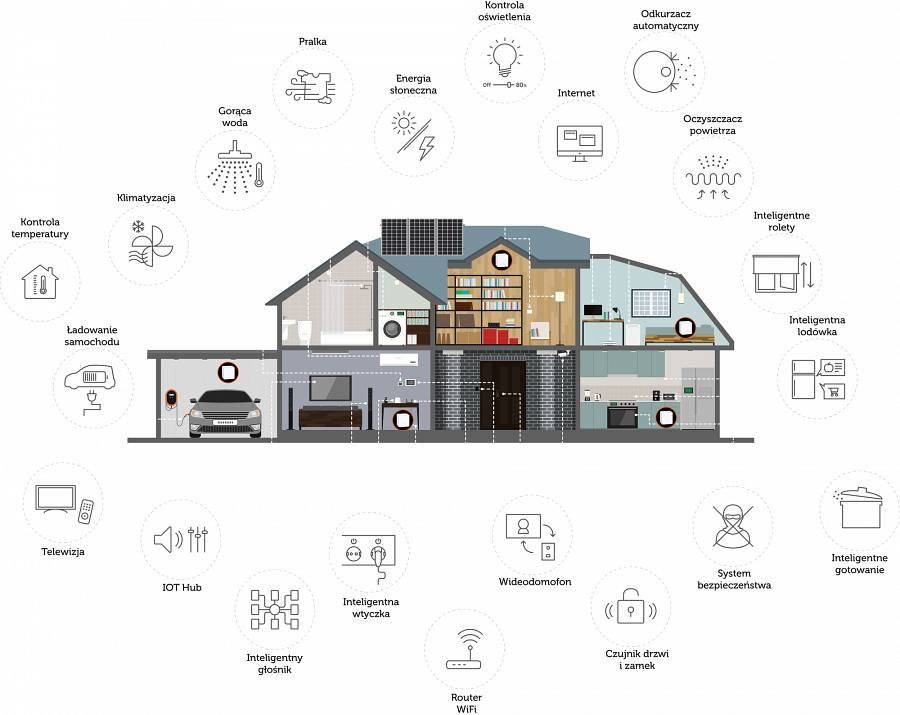 Kontrola
oświetlenia
Off
80%
Odkurzacz
automatyczny
Pralka
Energia
słoneczna
Internet
Gorąca
woda
Oczyszczacz
powietrza
Klimatyzacja
Kontrola
temperatury
Inteligentne
rolety
Ładowanie
samochodu
Inteligentna
lodówka
Telewizja
IOT Hub
Inteligentny
głośnik
Inteligentna
wtyczka
Router
WiFi
Wideodomofon
Czujnik drzwi
i zamek
System
bezpieczeństwa
Inteligentne
gotowanie